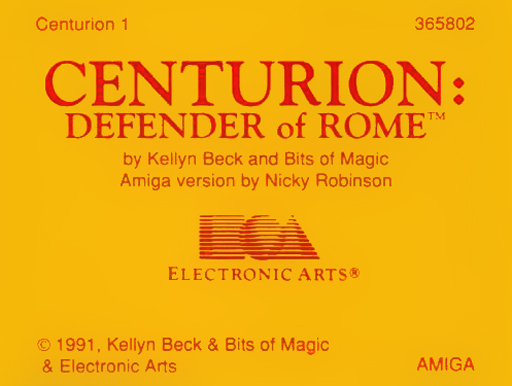 Centurion 1
365802
CENTURION:
DEFENDER of ROME™
by Kellyn Beck and Bits of Magic
Amiga version by Nicky Robinson
ELECTRONIC ARTS®
© 1991, Kellyn Beck & Bits of Magic
& Electronic Arts
AMIGA